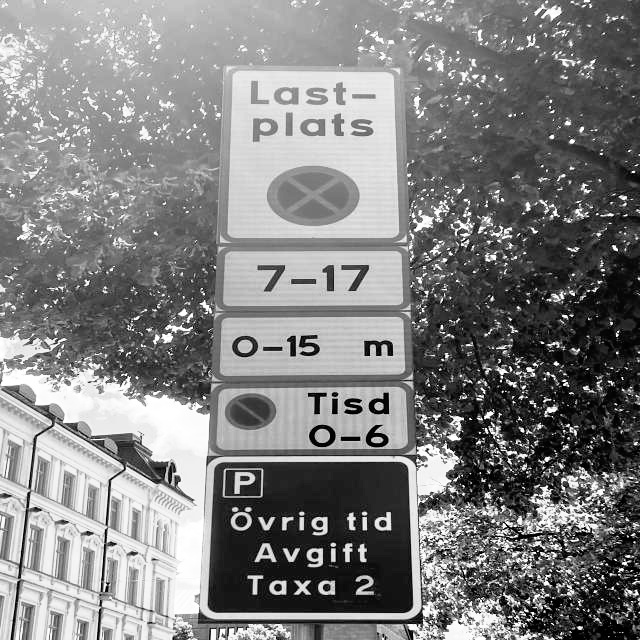 Last-
plats
7-17
0-15 m
Tisd
0-6
P
Övrig tid
Avgift
Taxa 2